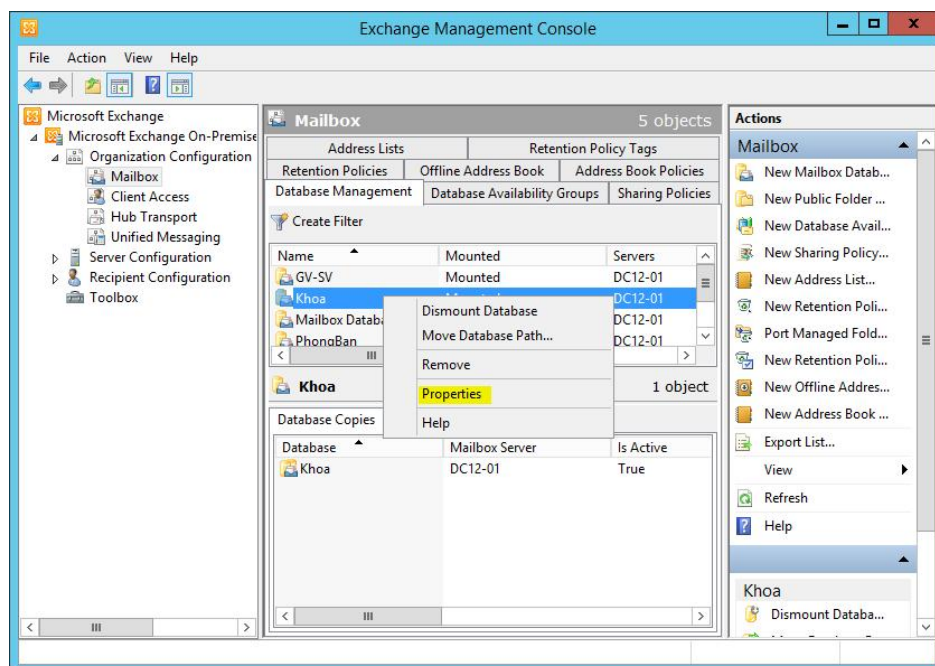 Exchange Management Console
File Action View Help
Microsoft Exchange
Microsoft Exchange On-Premise
Organization Configuration
Mailbox
Client Access
Hub Transport
Unified Messaging
Server Configuration
Recipient Configuration
Toolbox
Mailbox 5 objects
Address Lists Retention Policy Tags
Retention Policies Offline Address Book Address Book Policies
Database Management Database Availability Groups Sharing Policies
Create Filter
Name Mounted Servers
GV-SV Mounted DC12-01
Khoa DC12-01
Mailbox Databa DC12-01
PhongBan DC12-01
Dismount Database
Move Database Path...
Remove
Properties
Help
Khoa 1 object
Database Copies
Database Mailbox Server Is Active
Khoa DC12-01 True
Actions
Mailbox
New Mailbox Datab...
New Public Folder ...
New Database Avail...
New Sharing Policy...
New Address List...
New Retention Poli...
Port Managed Fold...
New Retention Poli...
New Offline Addres...
New Address Book ...
Export List...
View
Refresh
Help
Khoa
Dismount Databa...